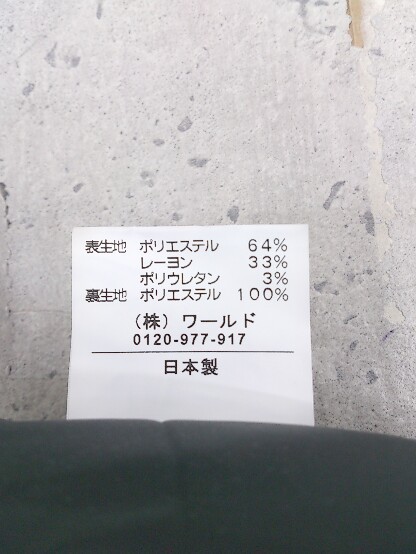 表生地 ポリエステル 64%
レーヨン 33%
ポリウレタン 3%
裏生地 ポリエステル 100%
(株) ワールド
0120-977-917
日本製